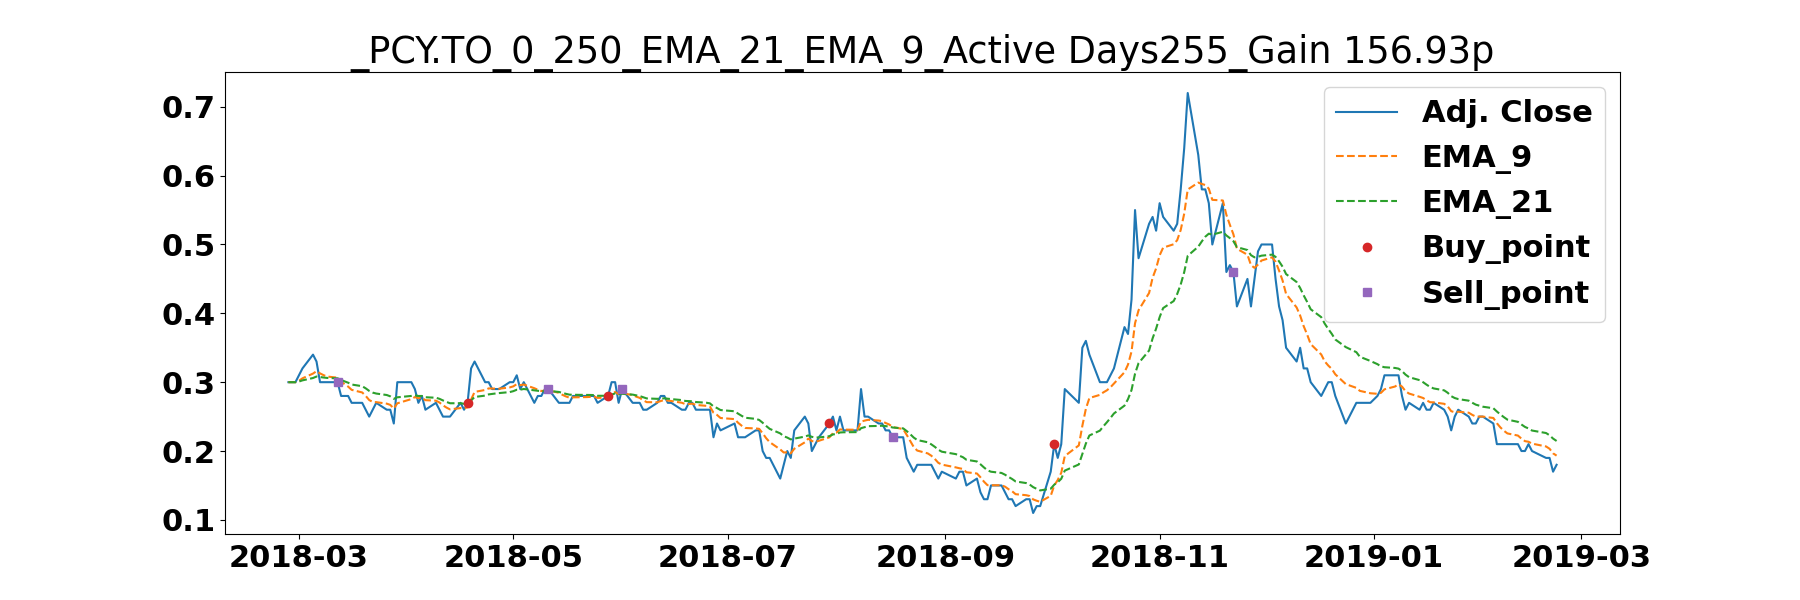 _PCY.TO_0_250_EMA_21_EMA_9_Active Days255_Gain 156.93p
0.7
0.6
0.5
0.4
0.3
0.2
0.1
Adj. Close
EMA_9
EMA_21
Buy_point
Sell_point
2018-03 2018-05 2018-07 2018-09 2018-11 2019-01 2019-03